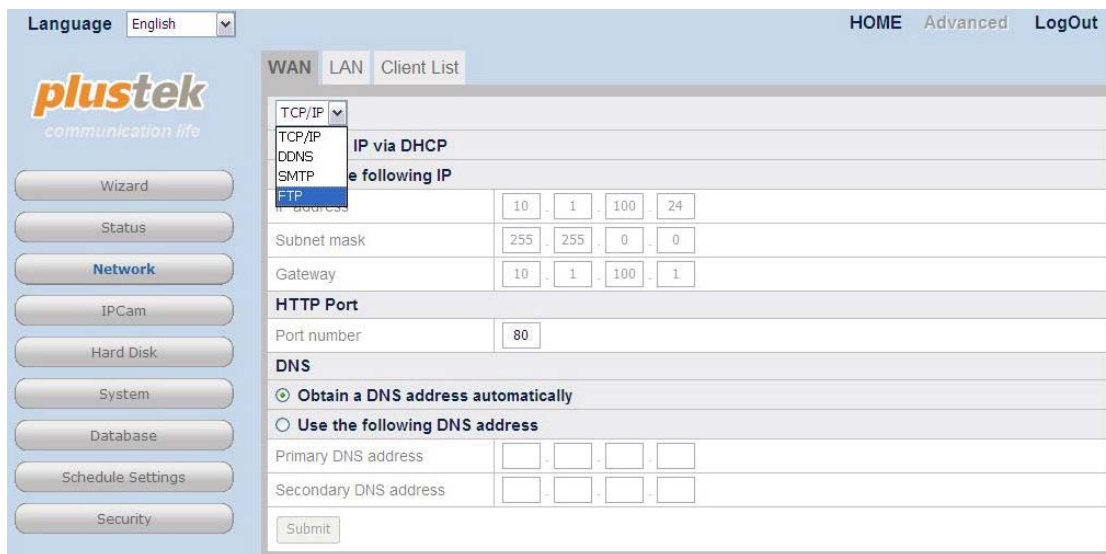 Language English HOME Advanced LogOut
WAN LAN Client List
plustek
communication life
TCP/IP
TCP/IP
DDNS
SMTP
FTP
IP via DHCP
following IP
address 10 . 1 . 100 . 24
Subnet mask 255 . 255 . 0 . 0
Gateway 10 . 1 . 100 . 1
HTTP Port
Port number 80
DNS
Obtain a DNS address automatically
Use the following DNS address
Primary DNS address . . .
Secondary DNS address . . .
Submit
Wizard
Status
Network
IPCam
Hard Disk
System
Database
Schedule Settings
Security